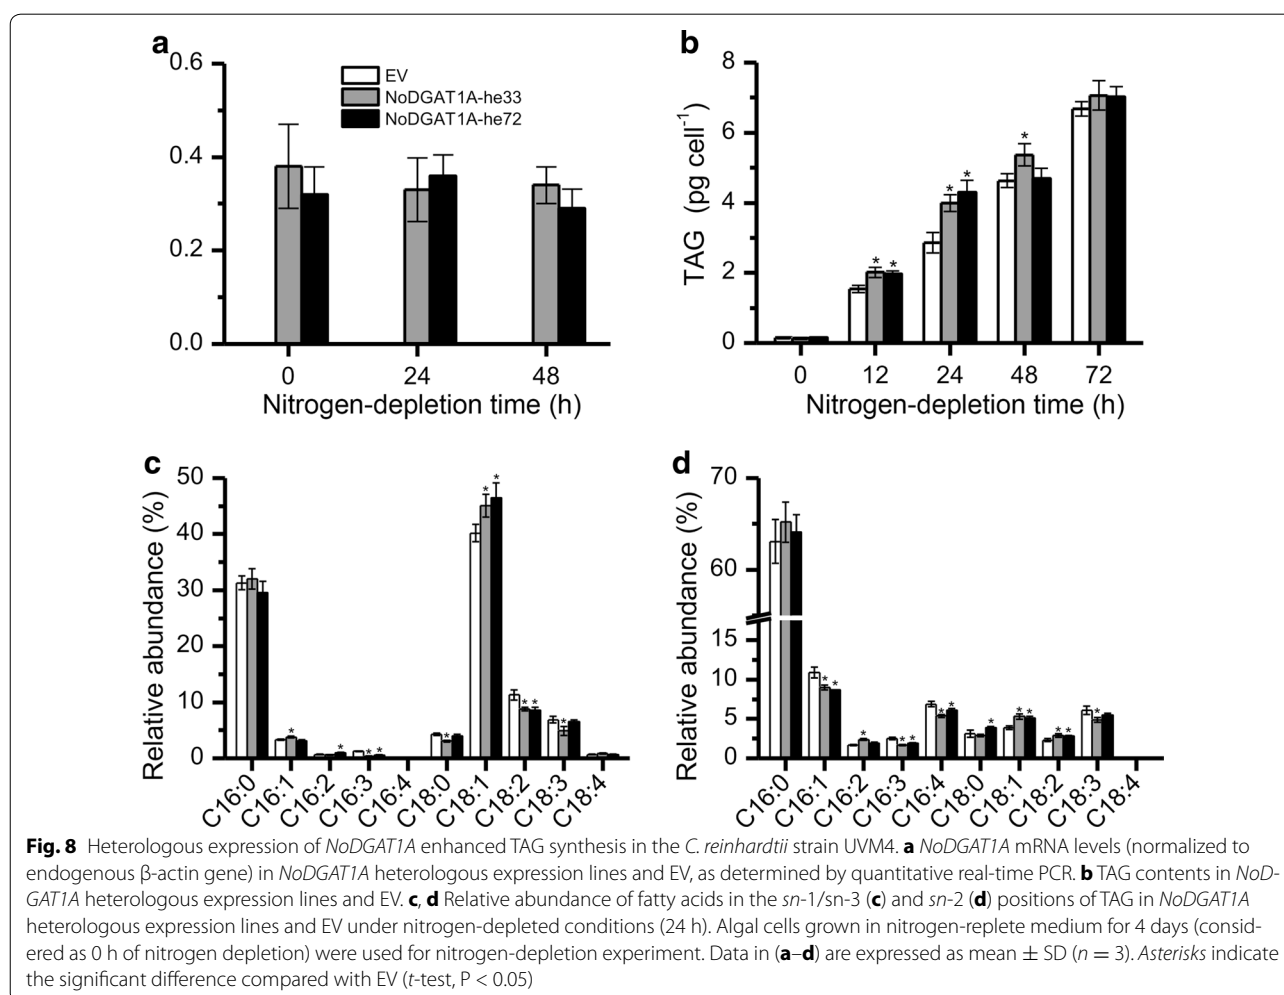 a
0.6
0.4
0.2
0.0
EV
NoDGAT1A-he33
NoDGAT1A-he72
0 24 48
Nitrogen-depletion time (h)
b
TAG (pg cell-1)
8
6
4
2
0
* * * * *
0 12 24 48 72
Nitrogen-depletion time (h)
c
Relative abundance (%)
50
40
30
20
10
0
* * * * * * * * * *
C16:0 C16:1 C16:2 C16:3 C16:4 C18:0 C18:1 C18:2 C18:3 C18:4
d
Relative abundance (%)
70
60
15
10
5
0
* * * * * * * * * * * * *
C16:0 C16:1 C16:2 C16:3 C16:4 C18:0 C18:1 C18:2 C18:3 C18:4
Fig. 8 Heterologous expression of NoDGAT1A enhanced TAG synthesis in the C. reinhardtii strain UVM4. a NoDGAT1A mRNA levels (normalized to
endogenous β-actin gene) in NoDGAT1A heterologous expression lines and EV, as determined by quantitative real-time PCR. b TAG contents in NoD-
GAT1A heterologous expression lines and EV. c, d Relative abundance of fatty acids in the sn-1/sn-3 (c) and sn-2 (d) positions of TAG in NoDGAT1A
heterologous expression lines and EV under nitrogen-depleted conditions (24 h). Algal cells grown in nitrogen-replete medium for 4 days (consid-
ered as 0 h of nitrogen depletion) were used for nitrogen-depletion experiment. Data in (a–d) are expressed as mean ± SD (n = 3). Asterisks indicate
the significant difference compared with EV (t-test, P < 0.05)